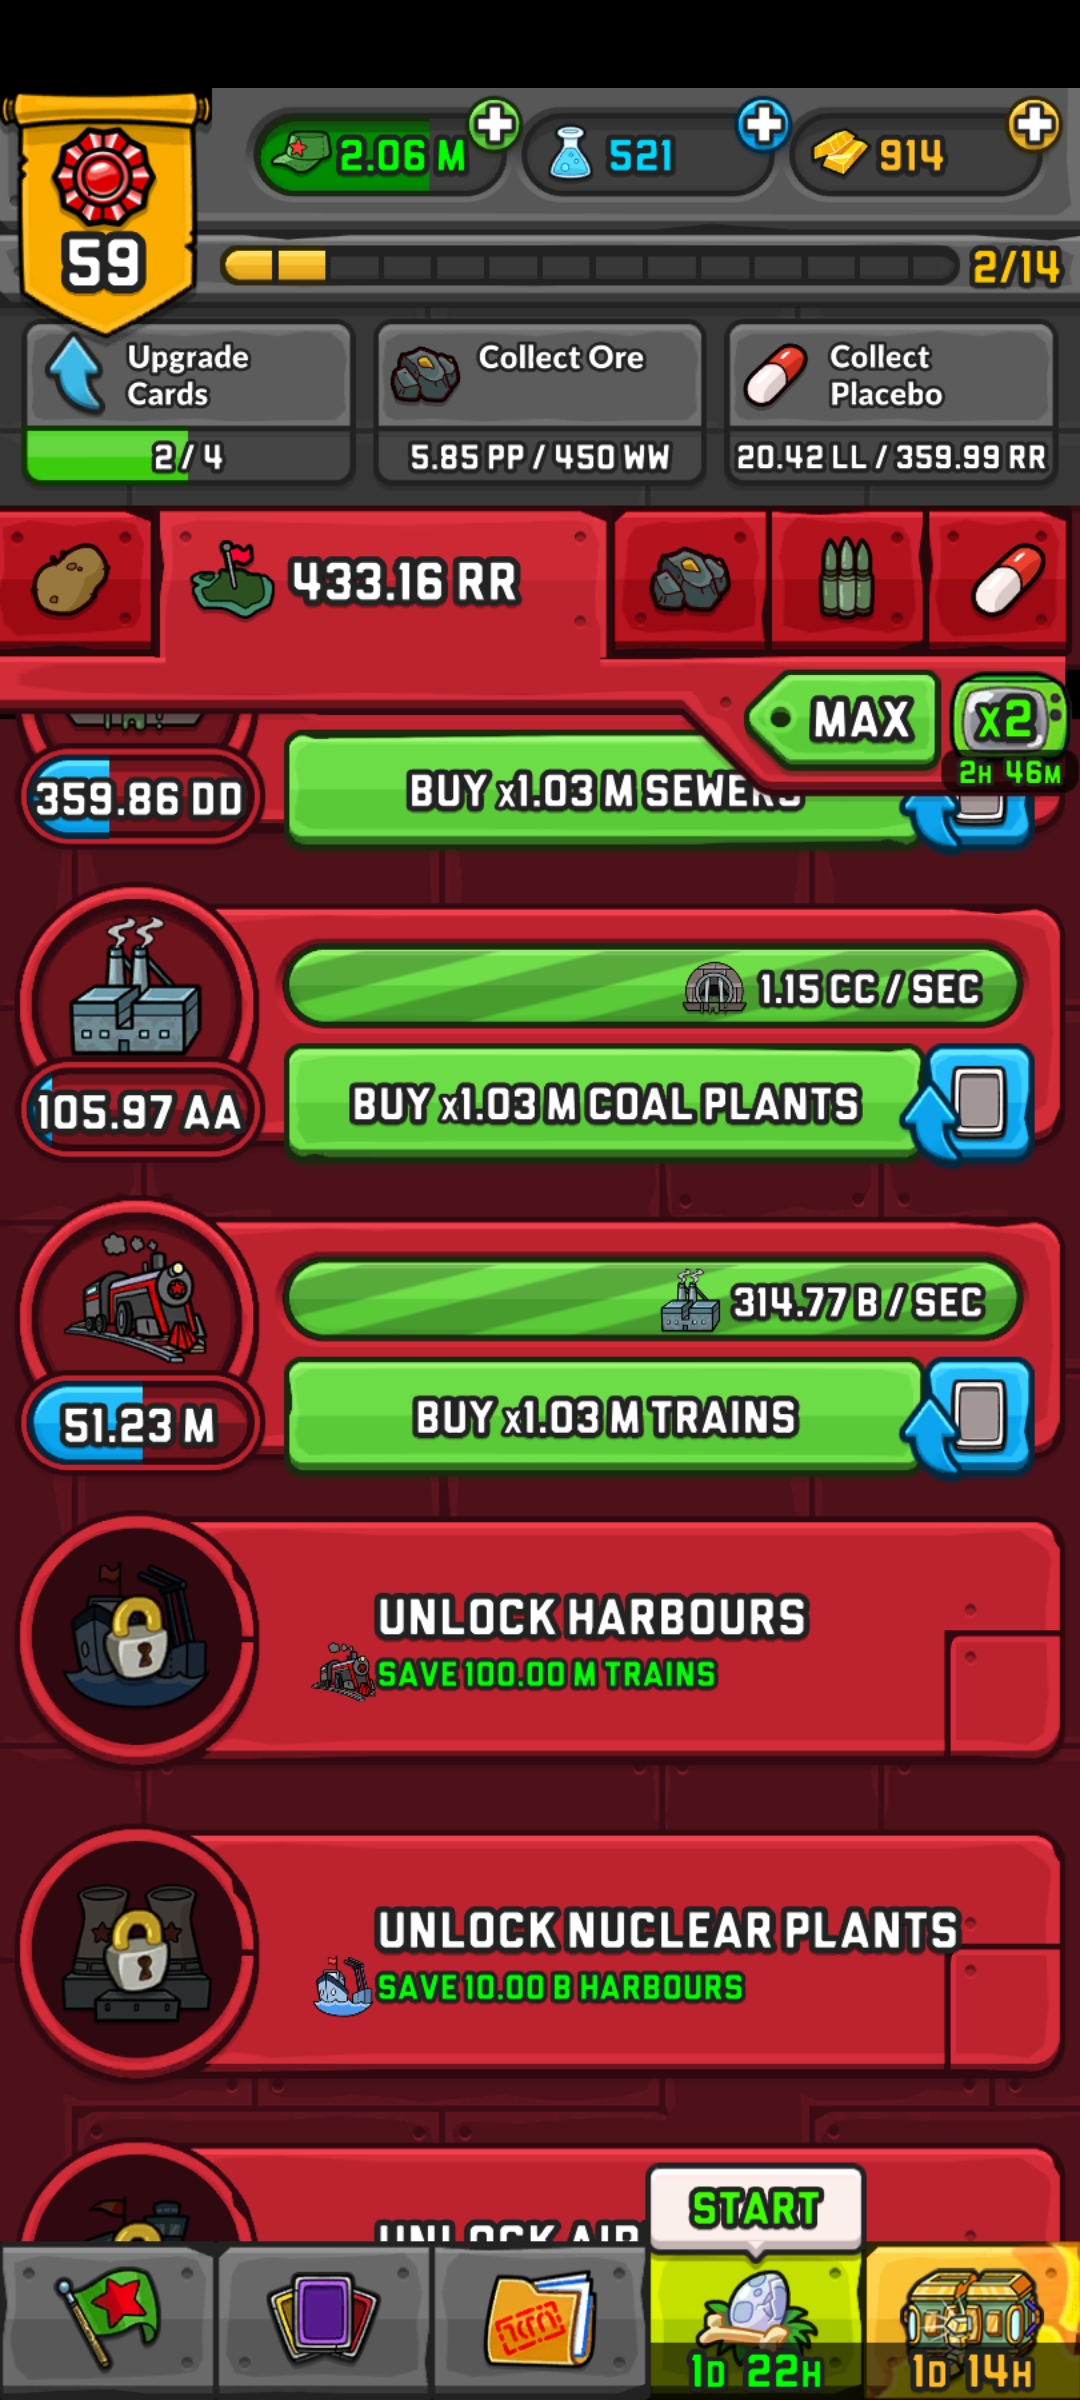 2.06 M
521
914
59
2/14
Upgrade
Cards
2/4
Collect Ore
5.85 PP / 450 WW
Collect
Placebo
20.42 LL / 359.99 RR
433.16 RR
MAX
x2
2H 46M
359.86 DD
BUY x1.03 M SEWERS
1.15 CC / SEC
105.97 AA
BUY x1.03 M COAL PLANTS
314.77 B / SEC
51.23 M
BUY x1.03 M TRAINS
UNLOCK HARBOURS
SAVE 100.00 M TRAINS
UNLOCK NUCLEAR PLANTS
SAVE 10.00 B HARBOURS
UNLOCK AIR
START
1D 22H
1D 14H